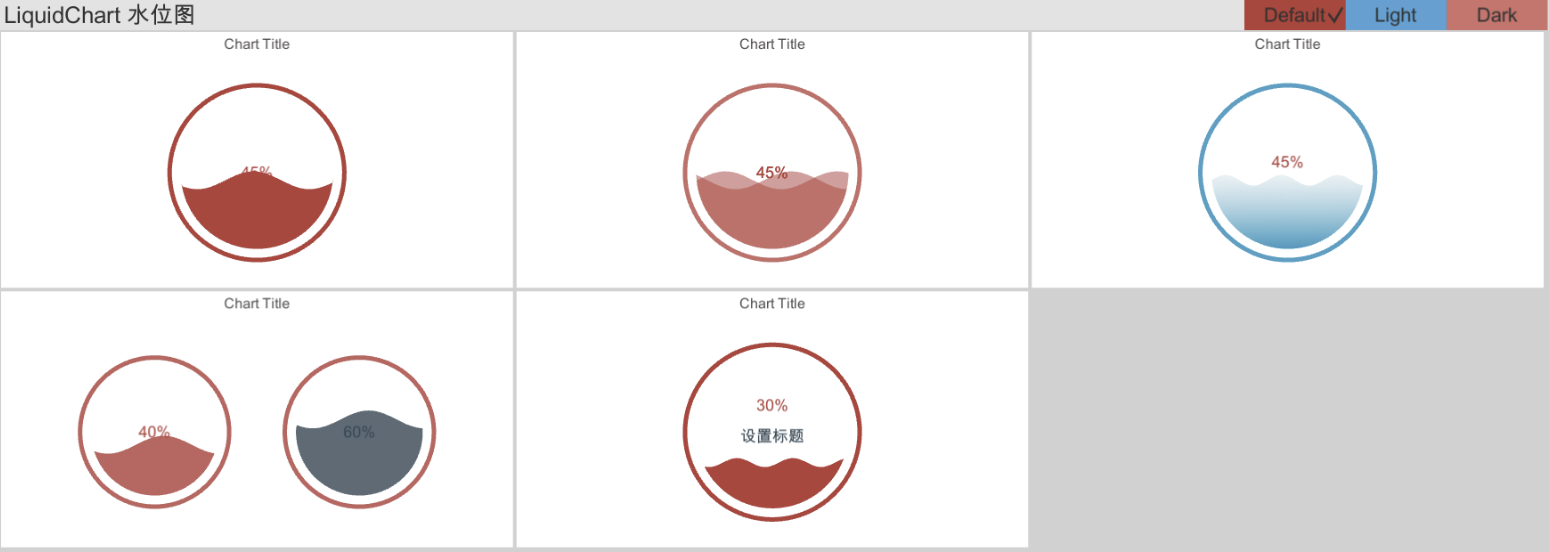 LiquidChart 水位图
Default✓ Light Dark
Chart Title Chart Title Chart Title
45% 45% 45%
Chart Title Chart Title
40% 60% 30%
设置标题